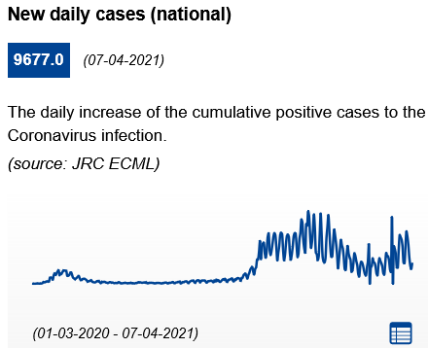 New daily cases (national)
9677.0 (07-04-2021)
The daily increase of the cumulative positive cases to the
Coronavirus infection.
(source: JRC ECML)
(01-03-2020 - 07-04-2021)